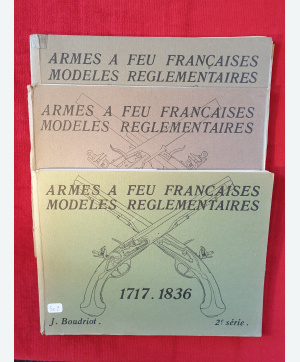 ARMES A FEU FRANÇAISES
MODELES REGLEMENTAIRES
ARMES A FEU FRANÇAISES
MODELES REGLEMENTAIRES
ARMES A FEU FRANÇAISES
MODELES REGLEMENTAIRES
1717.1836
J. Boudriot. 2e série.